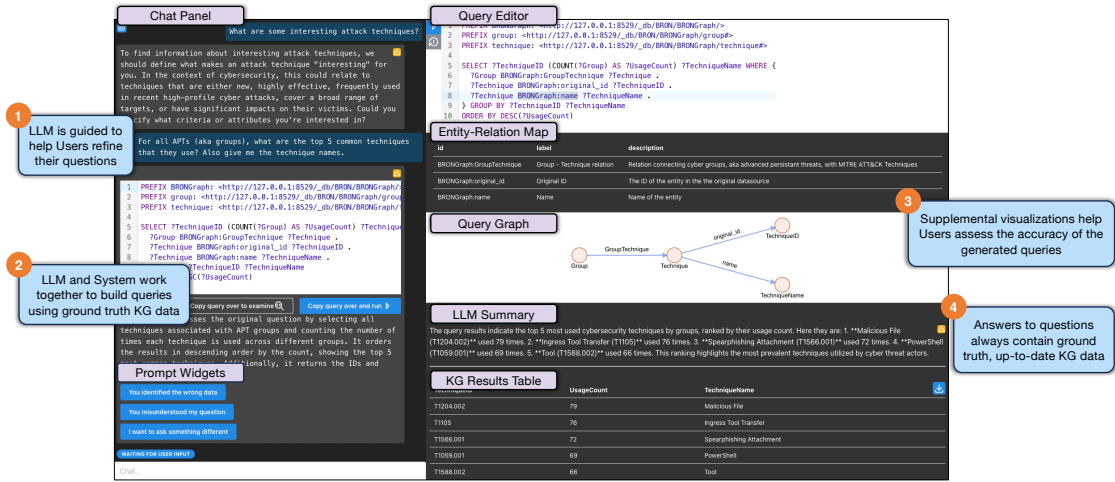 Chat Panel
What are some interesting attack techniques?
To find information about interesting attack techniques, we
should define what makes an attack technique "interesting" for
you. In the context of cybersecurity, this could relate to
techniques that are either new, highly effective, frequently used
in recent high-profile cyber attacks, cover a broad range of
targets, or have significant impacts on their victims. Could you
specify what criteria or attributes you're interested in?
1
LLM is guided to
help Users refine
their questions
For all APTs (aka groups), what are the top 5 common techniques
that they use? Also give me the technique names.
1 PREFIX BRONGraph: <http://127.0.0.1:8529/_db/BRON/BRONGraph/>
2 PREFIX group: <http://127.0.0.1:8529/_db/BRON/BRONGraph/group
3 PREFIX technique: <http://127.0.0.1:8529/_db/BRON/BRONGraph/t
4
5 SELECT ?TechniqueID (COUNT(?Group) AS ?UsageCount) ?Technique
6 ?Group BRONGraph:GroupTechnique ?Technique .
7 ?Technique BRONGraph:original_id ?TechniqueID .
8 ?Technique BRONGraph:name ?TechniqueName .
?TechniqueID ?TechniqueName
(?UsageCount)
2
LLM and System work
together to build queries
using ground truth KG data
Copy query over to examine
Copy query over and run
the original question by selecting all
techniques associated with APT groups and counting the number of
times each technique is used across different groups. It orders
the results in descending order by the count, showing the top 5
it returns the IDs and
Prompt Widgets
You identified the wrong data
You misunderstood my question
I want to ask something different
WAITING FOR USER INPUT
Chat...
Query Editor
1 PREFIX BRONGraph: <http://127.0.0.1:8529/_db/BRON/BRONGraph/>
2 PREFIX group: <http://127.0.0.1:8529/_db/BRON/BRONGraph/group#>
3 PREFIX technique: <http://127.0.0.1:8529/_db/BRON/BRONGraph/technique#>
4
5 SELECT ?TechniqueID (COUNT(?Group) AS ?UsageCount) ?TechniqueName WHERE {
6 ?Group BRONGraph:GroupTechnique ?Technique .
7 ?Technique BRONGraph:original_id ?TechniqueID .
8 ?Technique BRONGraph:name ?TechniqueName .
9 } GROUP BY ?TechniqueID ?TechniqueName
10 ORDER BY DESC(?UsageCount)
Entity-Relation Map
id label description
BRONGraph:GroupTechnique Group - Technique relation Relation connecting cyber groups, aka advanced persistant threats, with MITRE ATT&CK Techniques
BRONGraph:original_id Original ID The ID of the entity in the the original datasource
BRONGraph:name Name Name of the entity
3
Supplemental visualizations help
Users assess the accuracy of the
generated queries
Query Graph
Group
GroupTechnique
Technique
original_id
TechniqueID
name
TechniqueName
LLM Summary
The query results indicate the top 5 most used cybersecurity techniques by groups, ranked by their usage count. Here they are: 1. **Malicious File
(T1204.002)** used 79 times. 2. **Ingress Tool Transfer (T1105)** used 76 times. 3. **Spearphishing Attachment (T1566.001)** used 72 times. 4. **PowerShell
(T1059.001)** used 69 times. 5. **Tool (T1588.002)** used 66 times. This ranking highlights the most prevalent techniques utilized by cyber threat actors.
4
Answers to questions
always contain ground
truth, up-to-date KG data
KG Results Table
UsageCount TechniqueName
T1204.002 79 Malicious File
T1105 76 Ingress Tool Transfer
T1566.001 72 Spearphishing Attachment
T1059.001 69 PowerShell
T1588.002 66 Tool